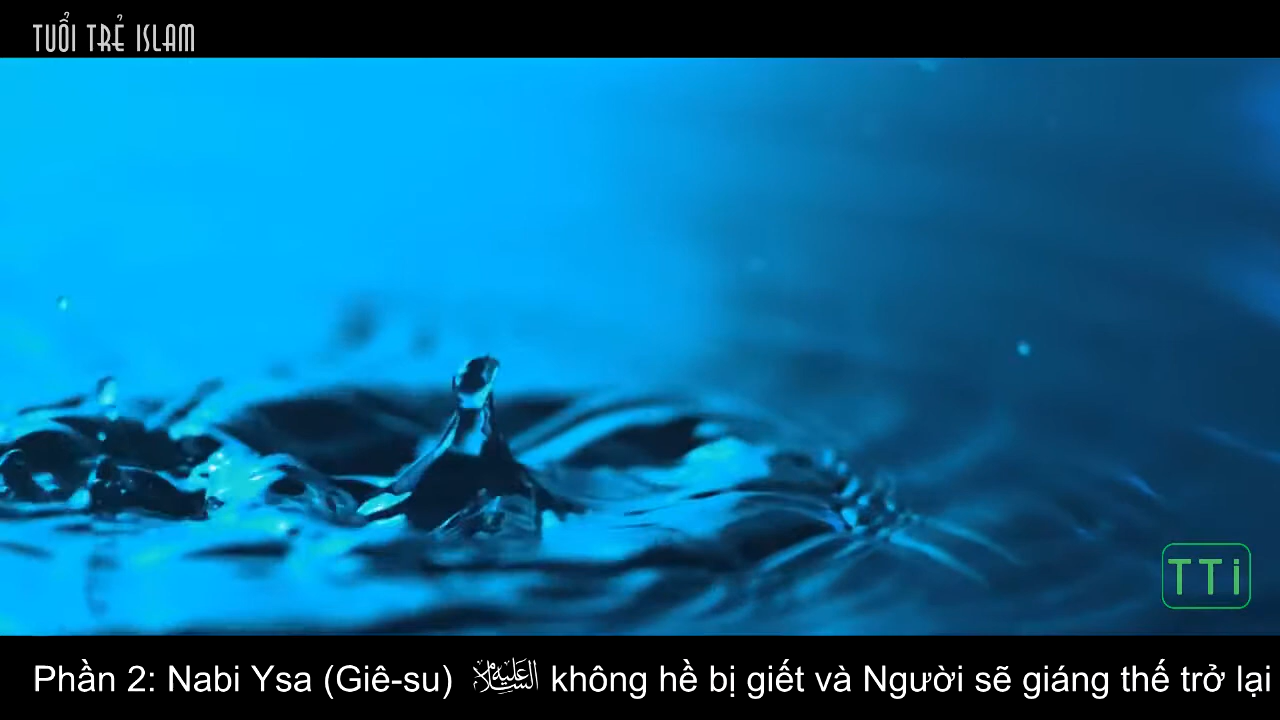 TUỔI TRẺ ISLAM
TTi
Phần 2: Nabi Ysa (Giê-su) عليه السلام không hề bị giết và Người sẽ giáng thế trở lại